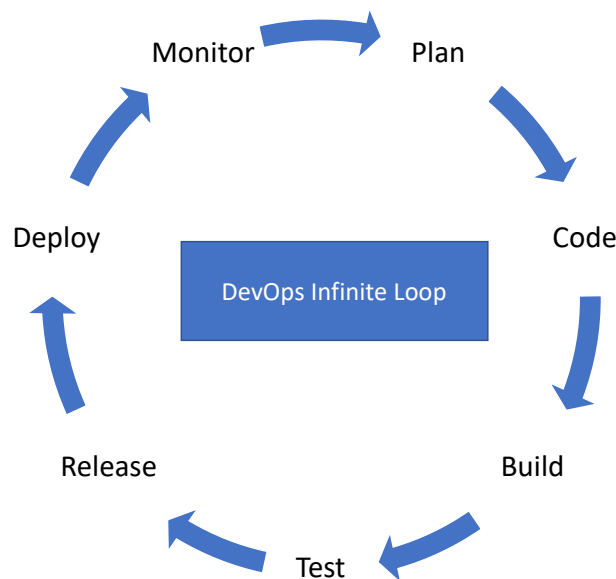 Monitor
Plan
Deploy
Code
DevOps Infinite Loop
Release
Build
Test